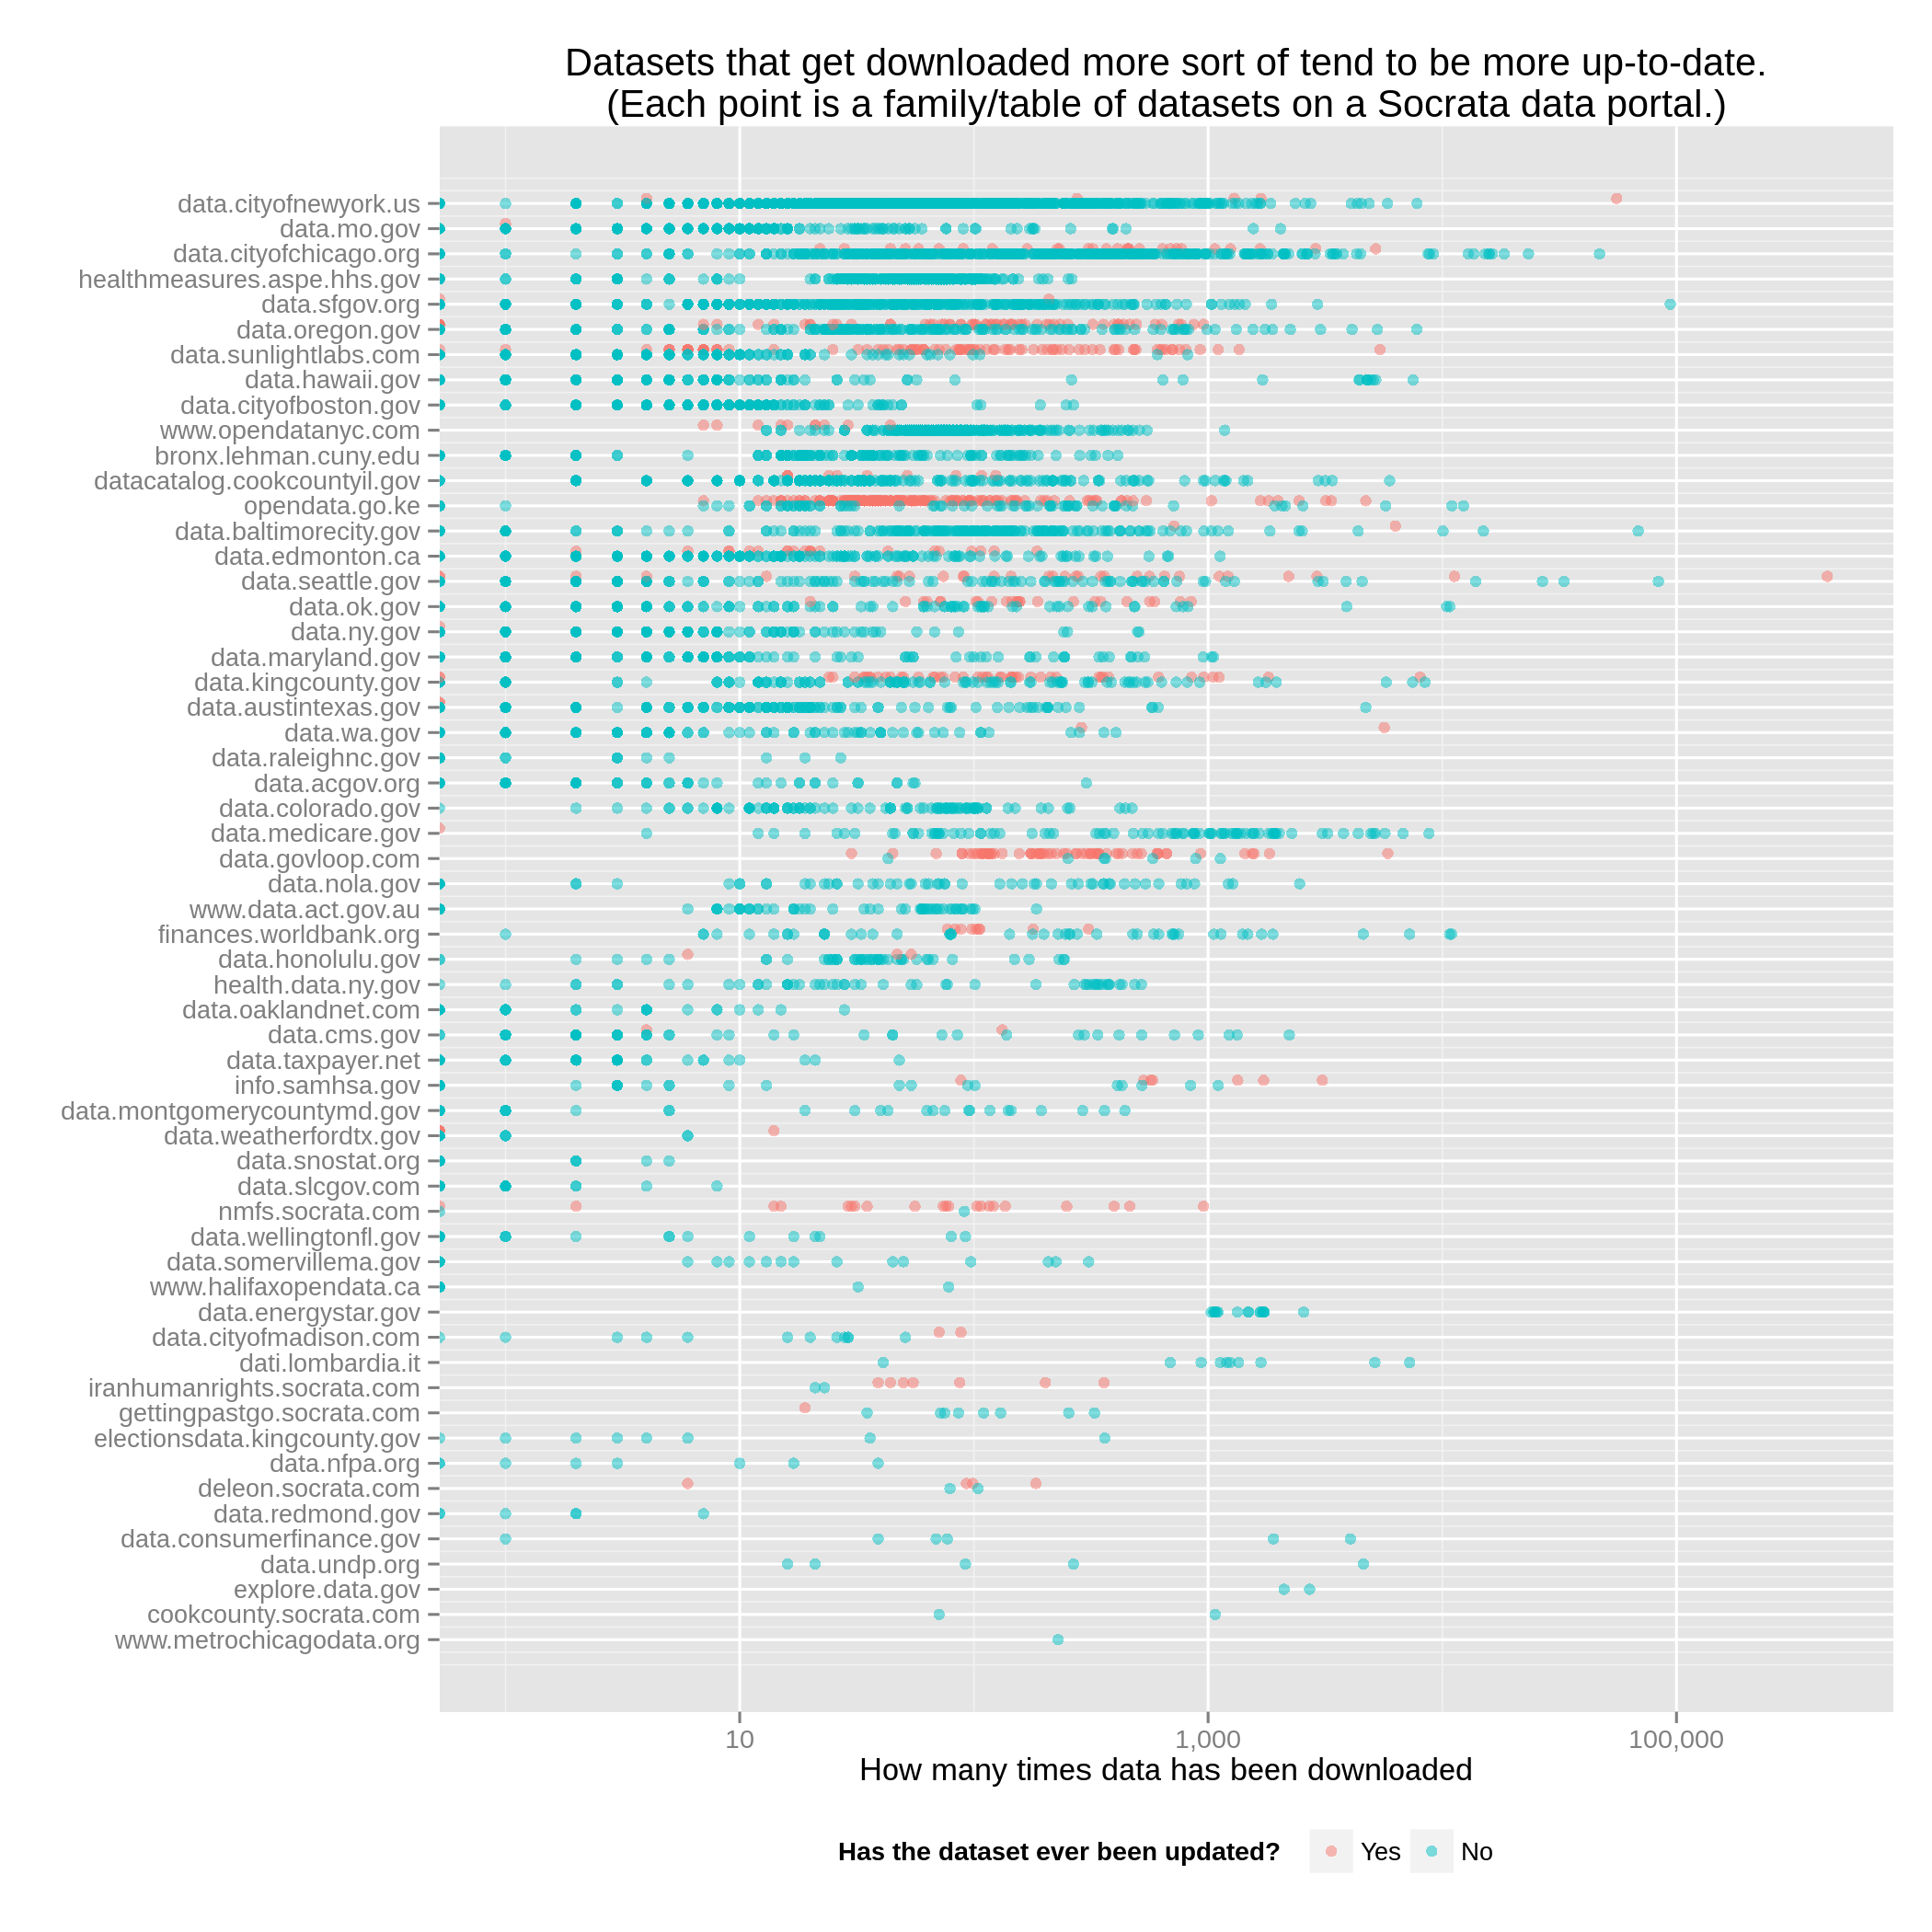 Datasets that get downloaded more sort of tend to be more up-to-date.
(Each point is a family/table of datasets on a Socrata data portal.)
data.cityofnewyork.us
data.mo.gov
data.cityofchicago.org
healthmeasures.aspe.hhs.gov
data.sfgov.org
data.oregon.gov
data.sunlightlabs.com
data.hawaii.gov
data.cityofboston.gov
www.opendatanyc.com
bronx.lehman.cuny.edu
datacatalog.cookcountyil.gov
opendata.go.ke
data.baltimorecity.gov
data.edmonton.ca
data.seattle.gov
data.ok.gov
data.ny.gov
data.maryland.gov
data.kingcounty.gov
data.austintexas.gov
data.wa.gov
data.raleighnc.gov
data.acgov.org
data.colorado.gov
data.medicare.gov
data.govloop.com
data.nola.gov
www.data.act.gov.au
finances.worldbank.org
data.honolulu.gov
health.data.ny.gov
data.oaklandnet.com
data.cms.gov
data.taxpayer.net
info.samhsa.gov
data.montgomerycountymd.gov
data.weatherfordtx.gov
data.snostat.org
data.slcgov.com
nmfs.socrata.com
data.wellingtonfl.gov
data.somervillema.gov
www.halifaxopendata.ca
data.energystar.gov
data.cityofmadison.com
dati.lombardia.it
iranhumanrights.socrata.com
gettingpastgo.socrata.com
electionsdata.kingcounty.gov
data.nfpa.org
deleon.socrata.com
data.redmond.gov
data.consumerfinance.gov
data.undp.org
explore.data.gov
cookcounty.socrata.com
www.metrochicagodata.org
10 1,000 100,000
How many times data has been downloaded
Has the dataset ever been updated? Yes No